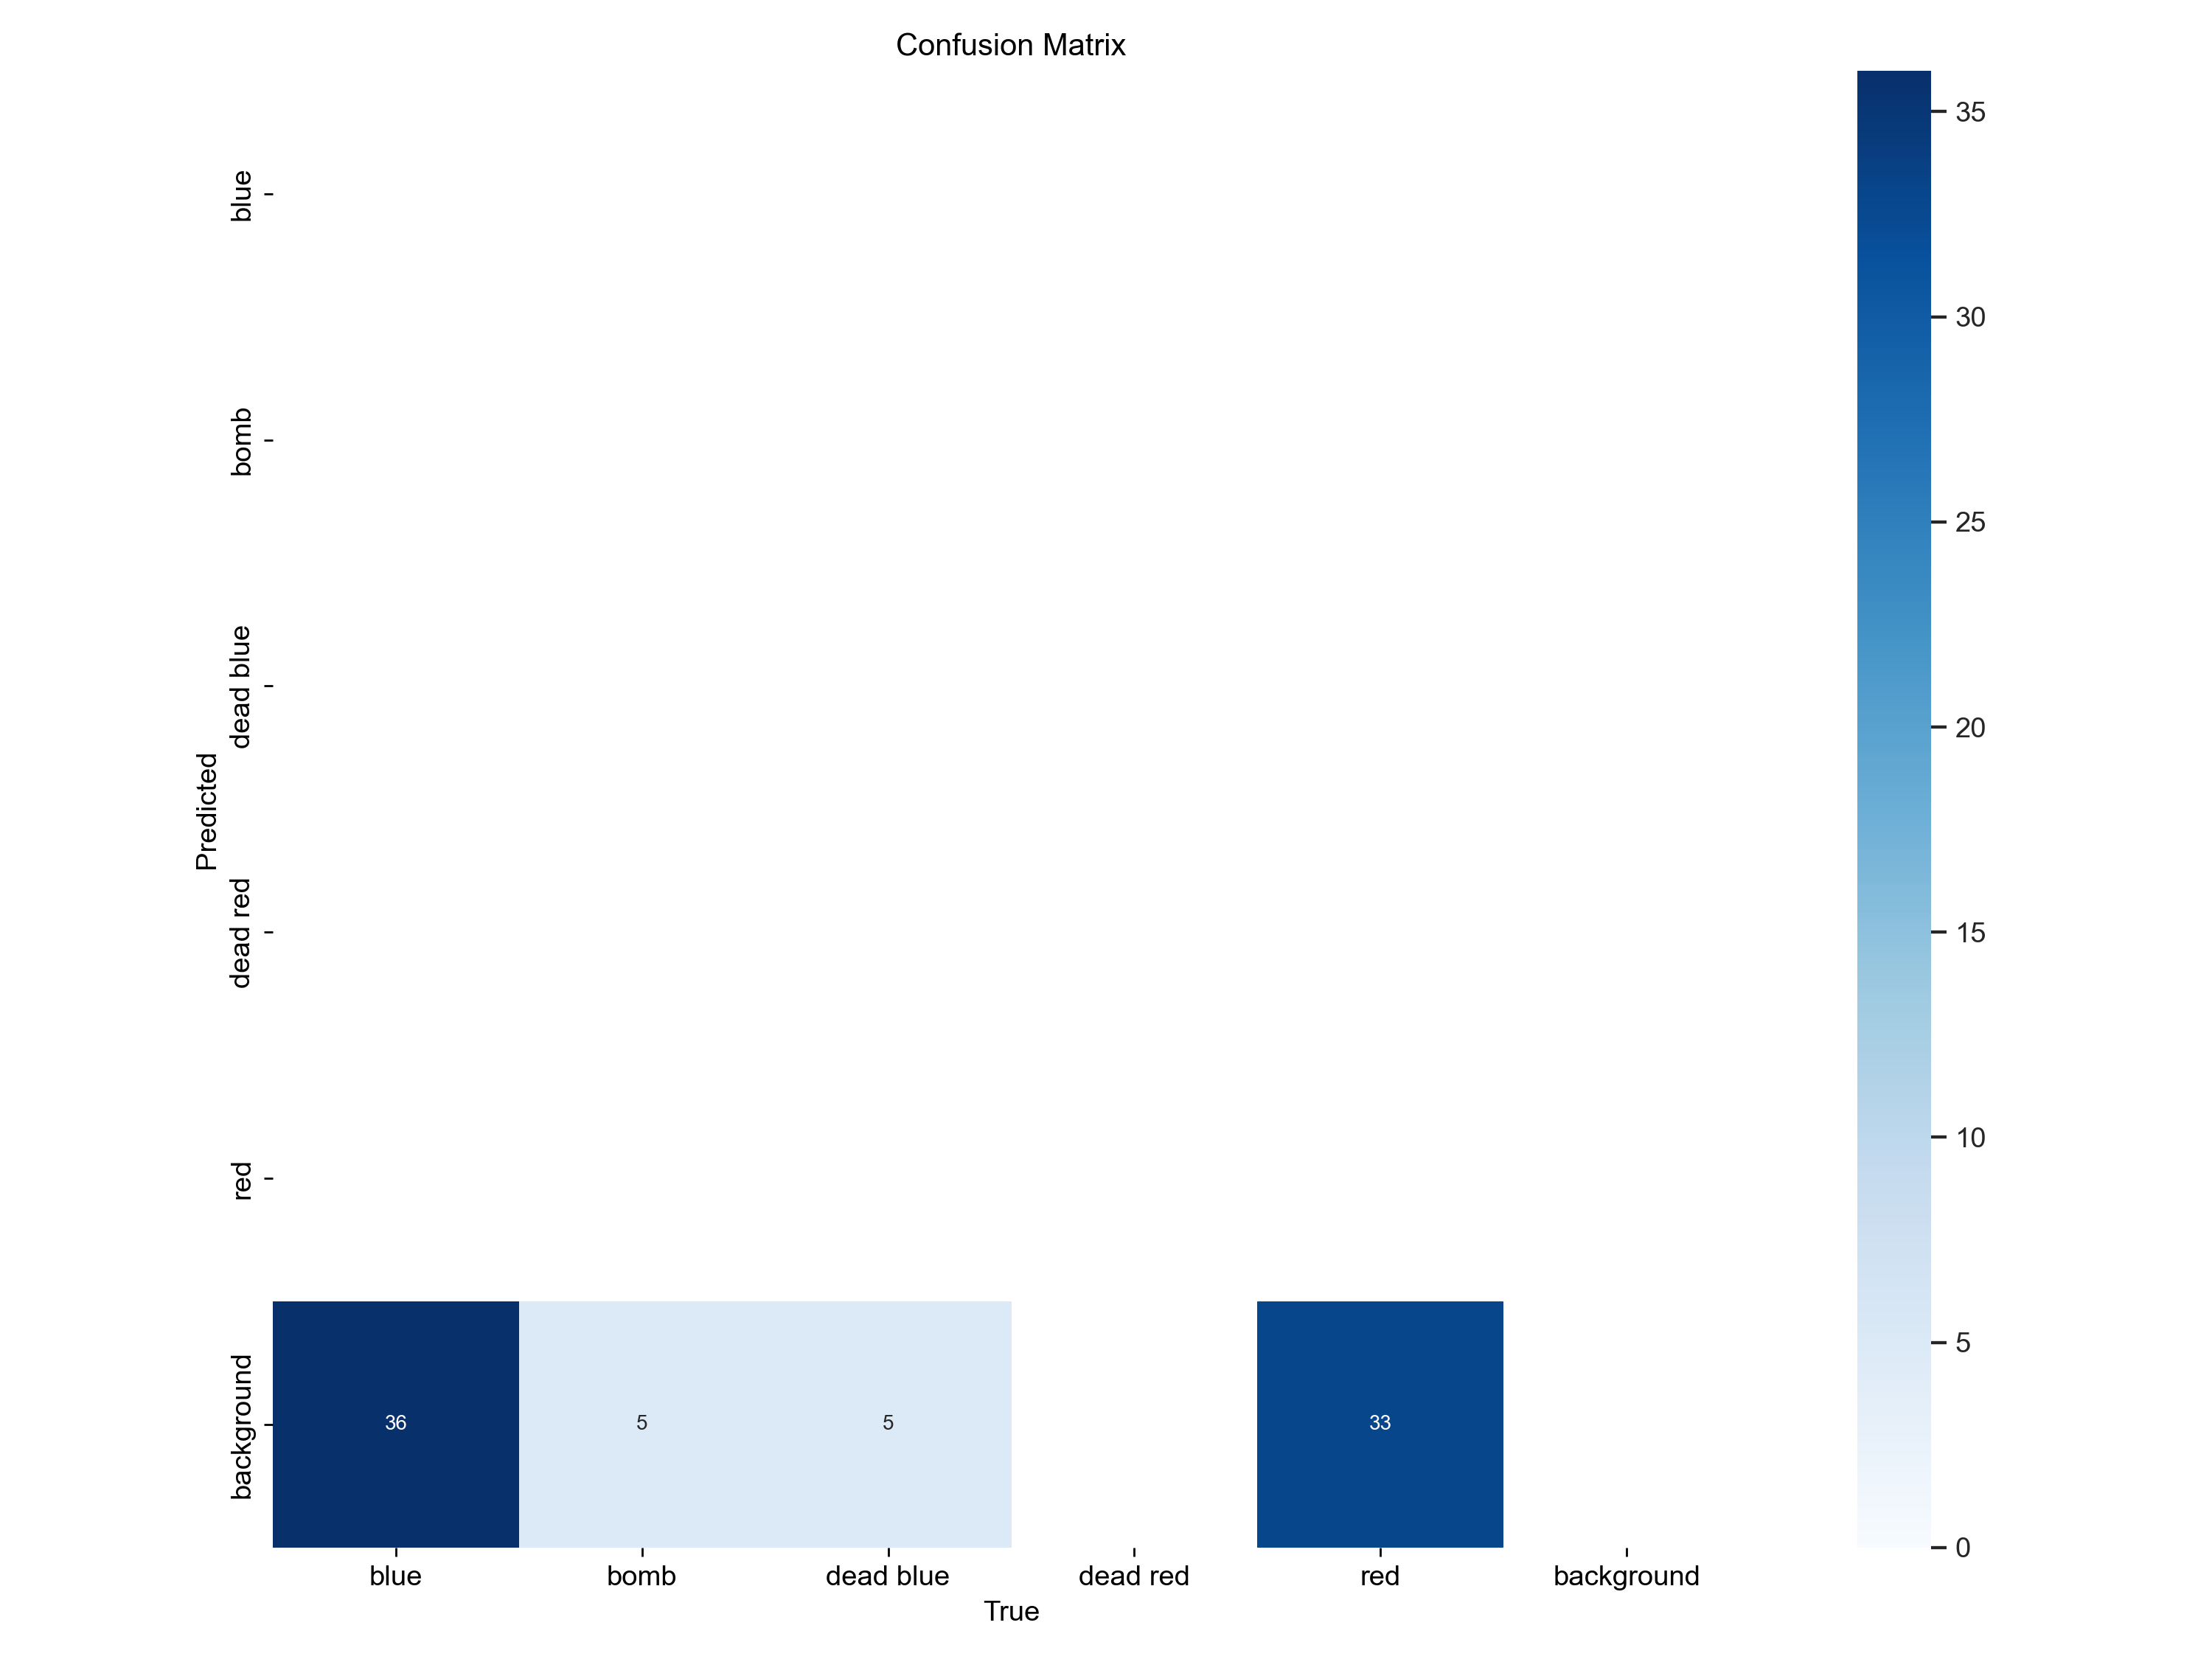 Confusion Matrix
blue
bomb
dead blue
dead red
red
background
Predicted
36 5 5 33
blue bomb dead blue dead red red background
True
35
30
25
20
15
10
5
0